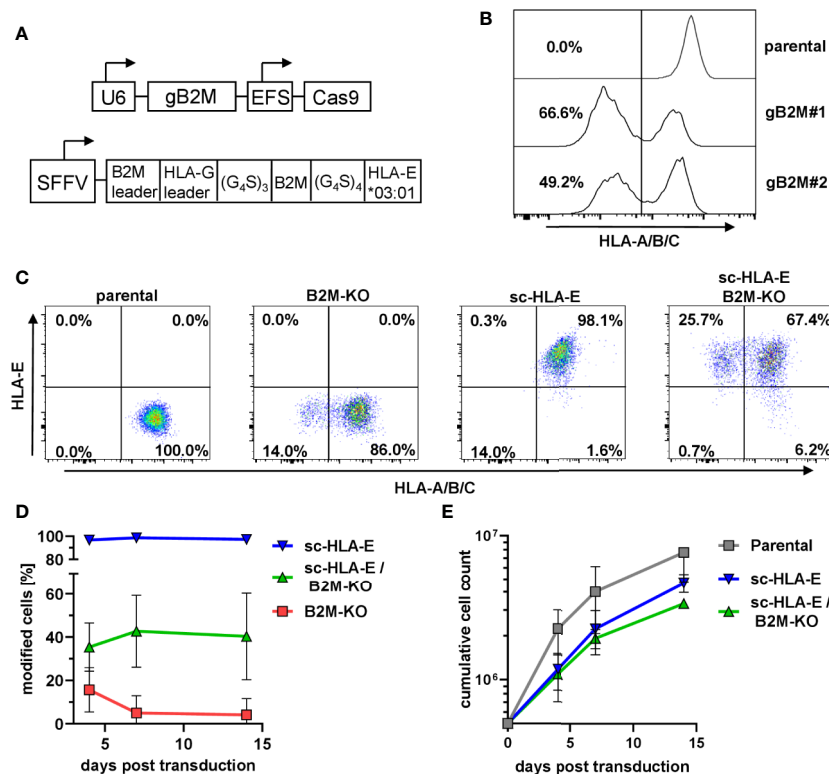 A
U6 gB2M EFS Cas9
SFFV B2M leader HLA-G leader (G₄S)₃ B2M (G₄S)₄ HLA-E *03:01
B
0.0% parental
66.6% gB2M#1
49.2% gB2M#2
HLA-A/B/C
C
parental
B2M-KO
sc-HLA-E
sc-HLA-E
B2M-KO
HLA-E
0.0% 0.0%
0.0% 100.0%
0.0% 0.0%
14.0% 86.0%
0.3% 98.1%
14.0% 1.6%
25.7% 67.4%
0.7% 6.2%
HLA-A/B/C
D
modified cells [%]
100
80
60
40
20
0
0 5 10 15
days post transduction
sc-HLA-E
sc-HLA-E /
B2M-KO
B2M-KO
E
cumulative cell count
10⁷
10⁶
0 5 10 15
days post transduction
Parental
sc-HLA-E
sc-HLA-E /
B2M-KO